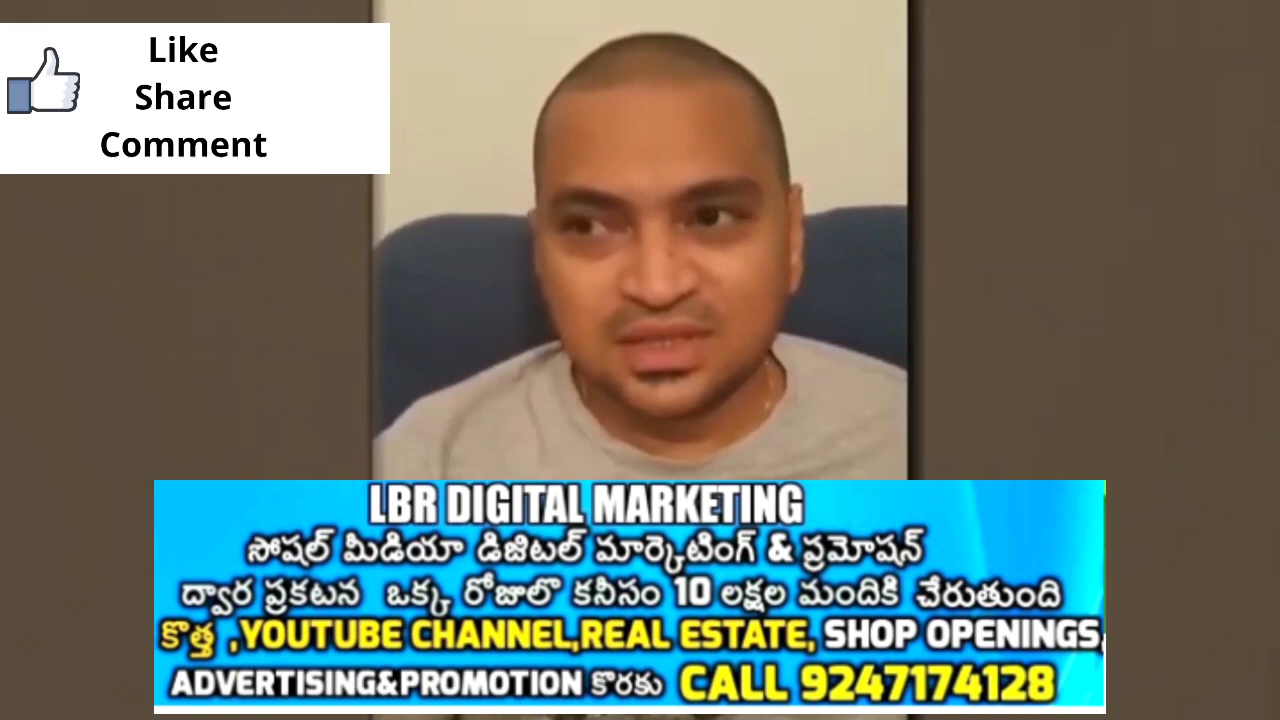 Like
Share
Comment
LBR DIGITAL MARKETING
సోషల్ మీడియా డిజిటల్ మార్కెటింగ్ & ప్రమోషన్
ద్వార ప్రకటన ఒక్క రోజులొ కనీసం 10 లక్షల మందికి చేరుతుంది
కొత్త ,YOUTUBE CHANNEL,REAL ESTATE, SHOP OPENINGS,
ADVERTISING&PROMOTION కొరకు CALL 9247174128